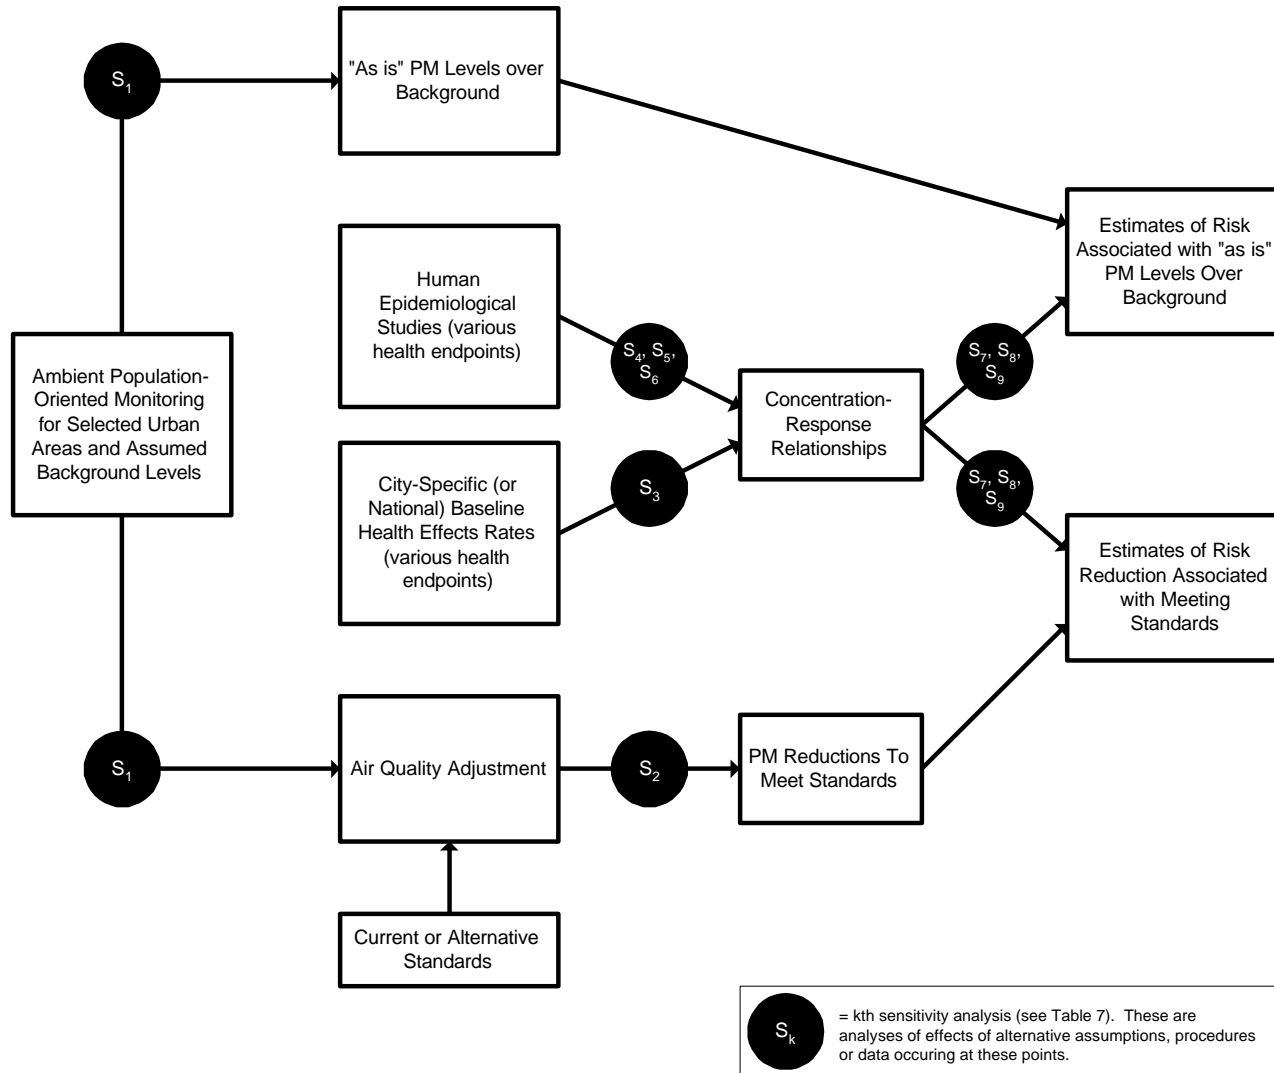 S1
"As is" PM Levels over
Background
Estimates of Risk
Associated with "as is"
PM Levels Over
Background
Human
Epidemiological
Studies (various
health endpoints)
S4, S5,
S6
S7, S8,
S9
Ambient Population-
Oriented Monitoring
for Selected Urban
Areas and Assumed
Background Levels
Concentration-
Response
Relationships
City-Specific (or
National) Baseline
Health Effects Rates
(various health
endpoints)
S3
S7, S8,
S9
Estimates of Risk
Reduction Associated
with Meeting
Standards
S1
Air Quality Adjustment
S2
PM Reductions To
Meet Standards
Current or Alternative
Standards
Sk
= kth sensitivity analysis (see Table 7). These are
analyses of effects of alternative assumptions, procedures
or data occuring at these points.